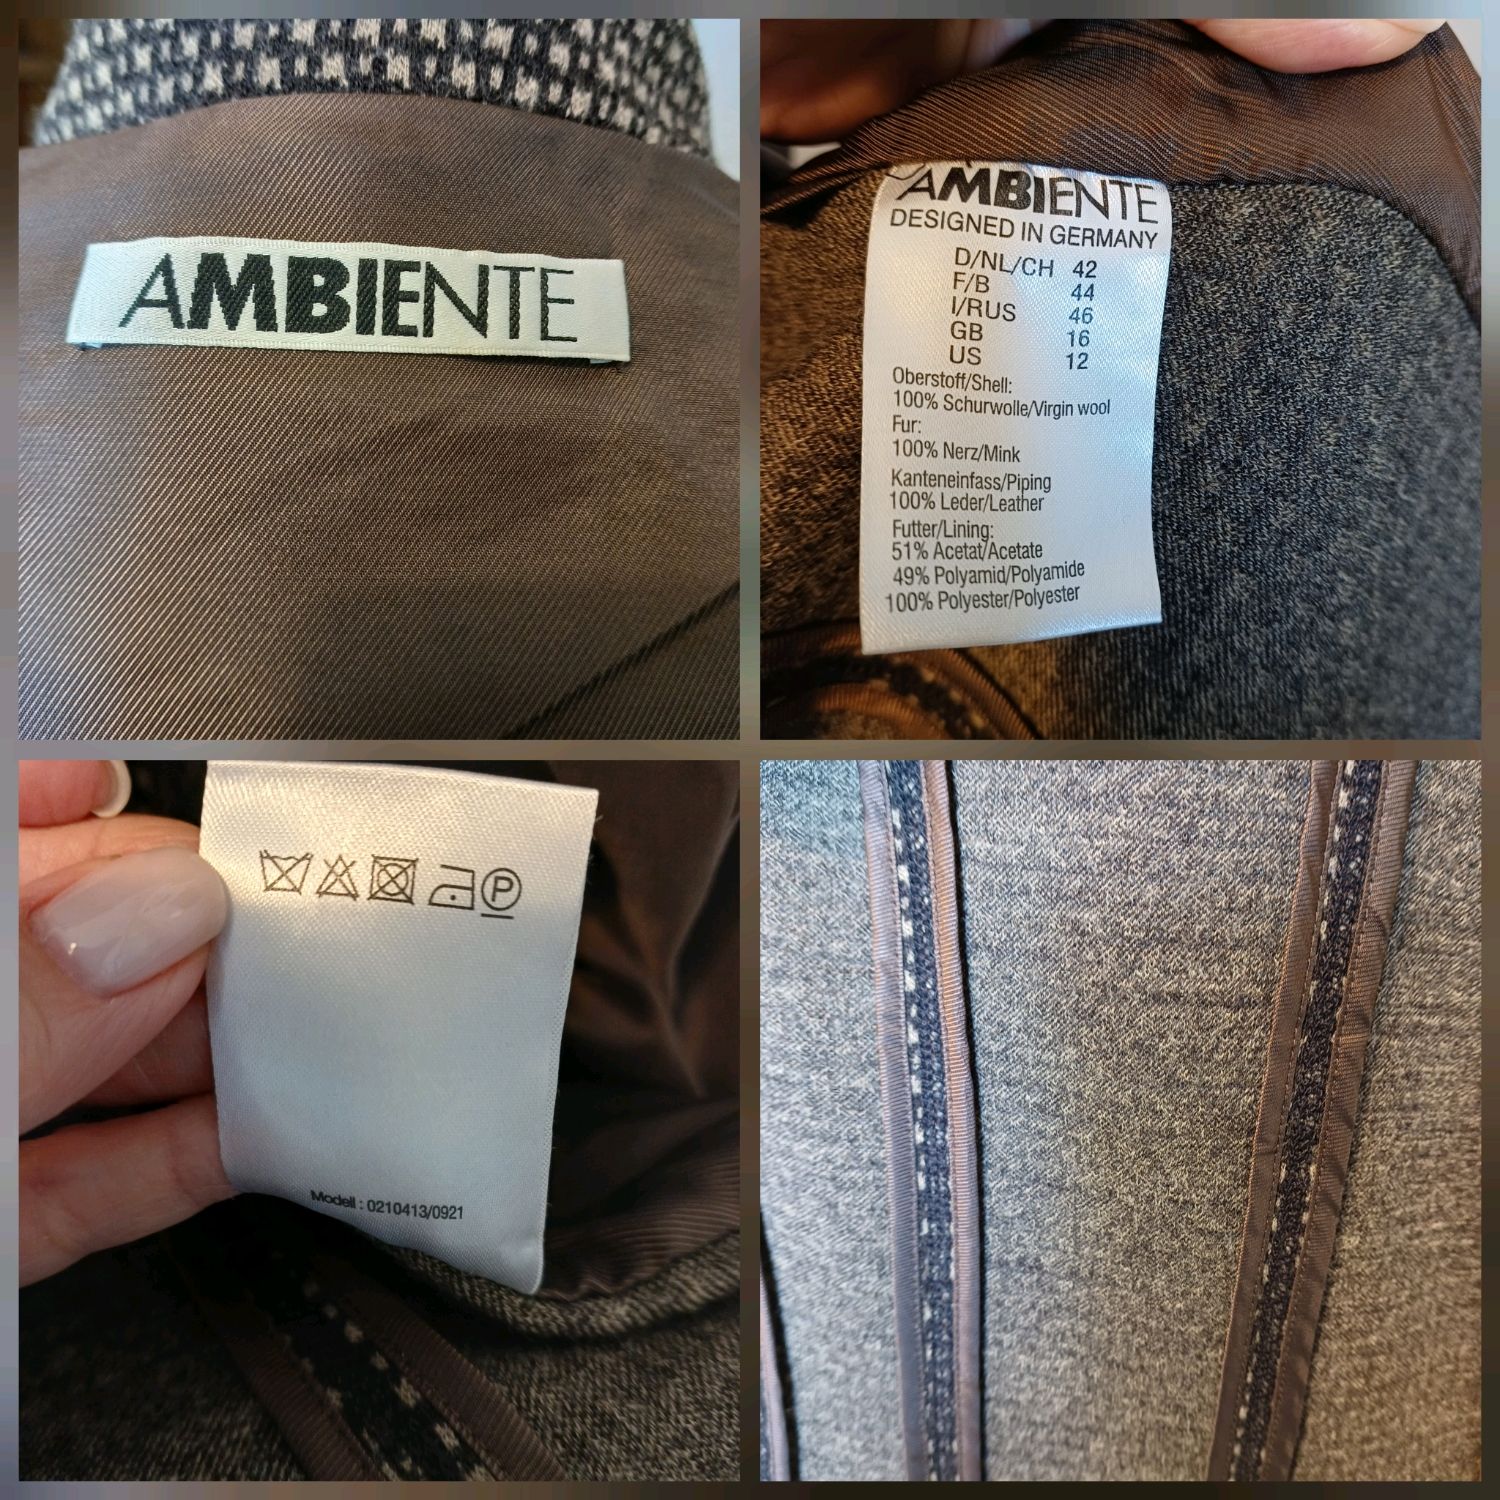 AMBIENTE
AMBIENTE
DESIGNED IN GERMANY
D/NL/CH 42
F/B 44
I/RUS 46
GB 16
US 12
Oberstoff/Shell:
100% Schurwolle/Virgin wool
Fur:
100% Nerz/Mink
Kanteneinfass/Piping
100% Leder/Leather
Futter/Lining:
51% Acetat/Acetate
49% Polyamid/Polyamide
100% Polyester/Polyester
P
Modell : 0210413/0921